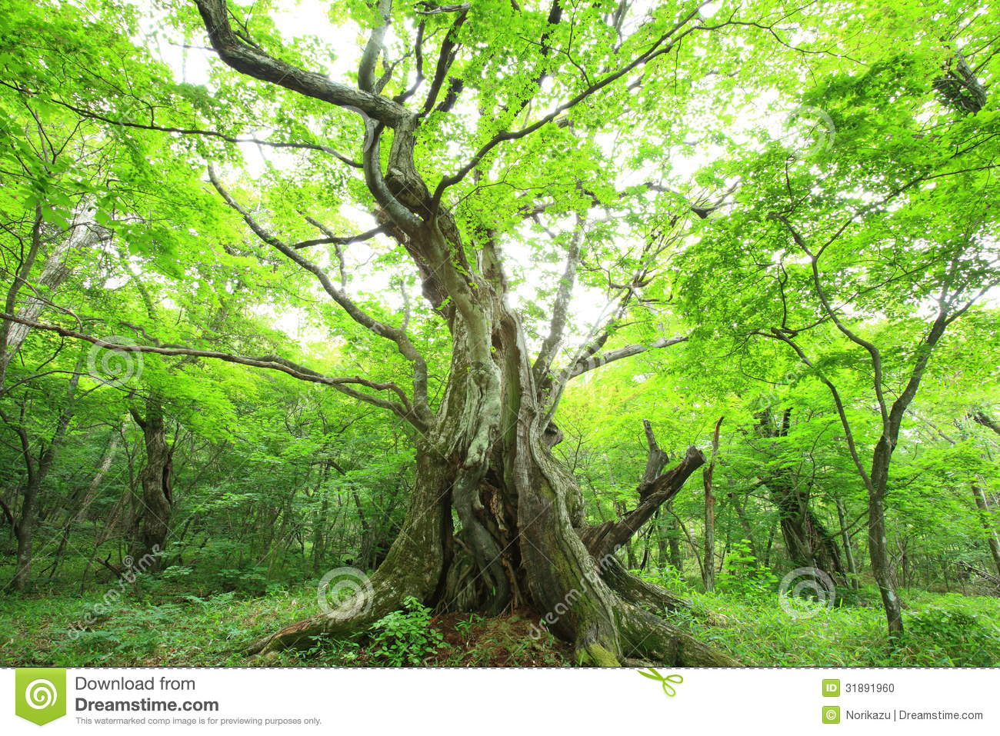 Download from
Dreamstime.com
This watermarked comp image is for previewing purposes only.
ID 31891960
© Norikazu | Dreamstime.com